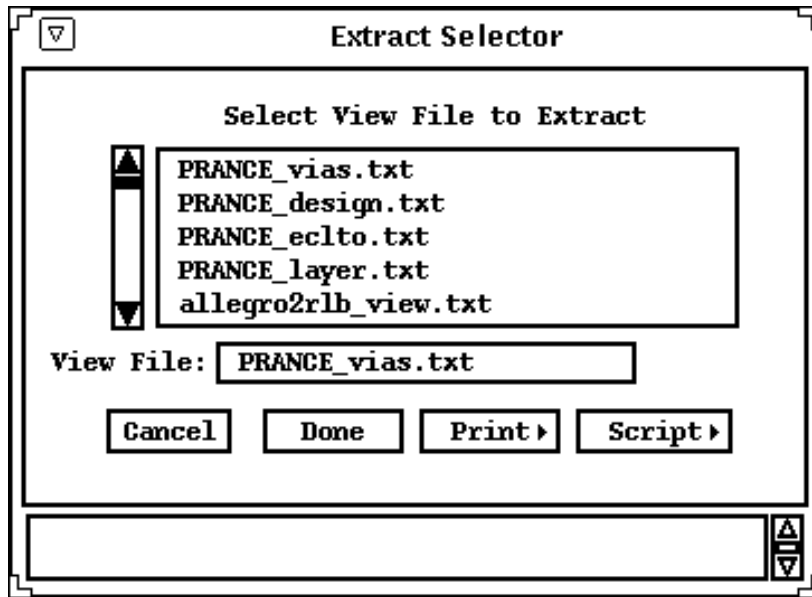 Extract Selector
Select View File to Extract
PRANCE_vias.txt
PRANCE_design.txt
PRANCE_eclto.txt
PRANCE_layer.txt
allegro2rlb_view.txt
View File: PRANCE_vias.txt
Cancel Done Print Script